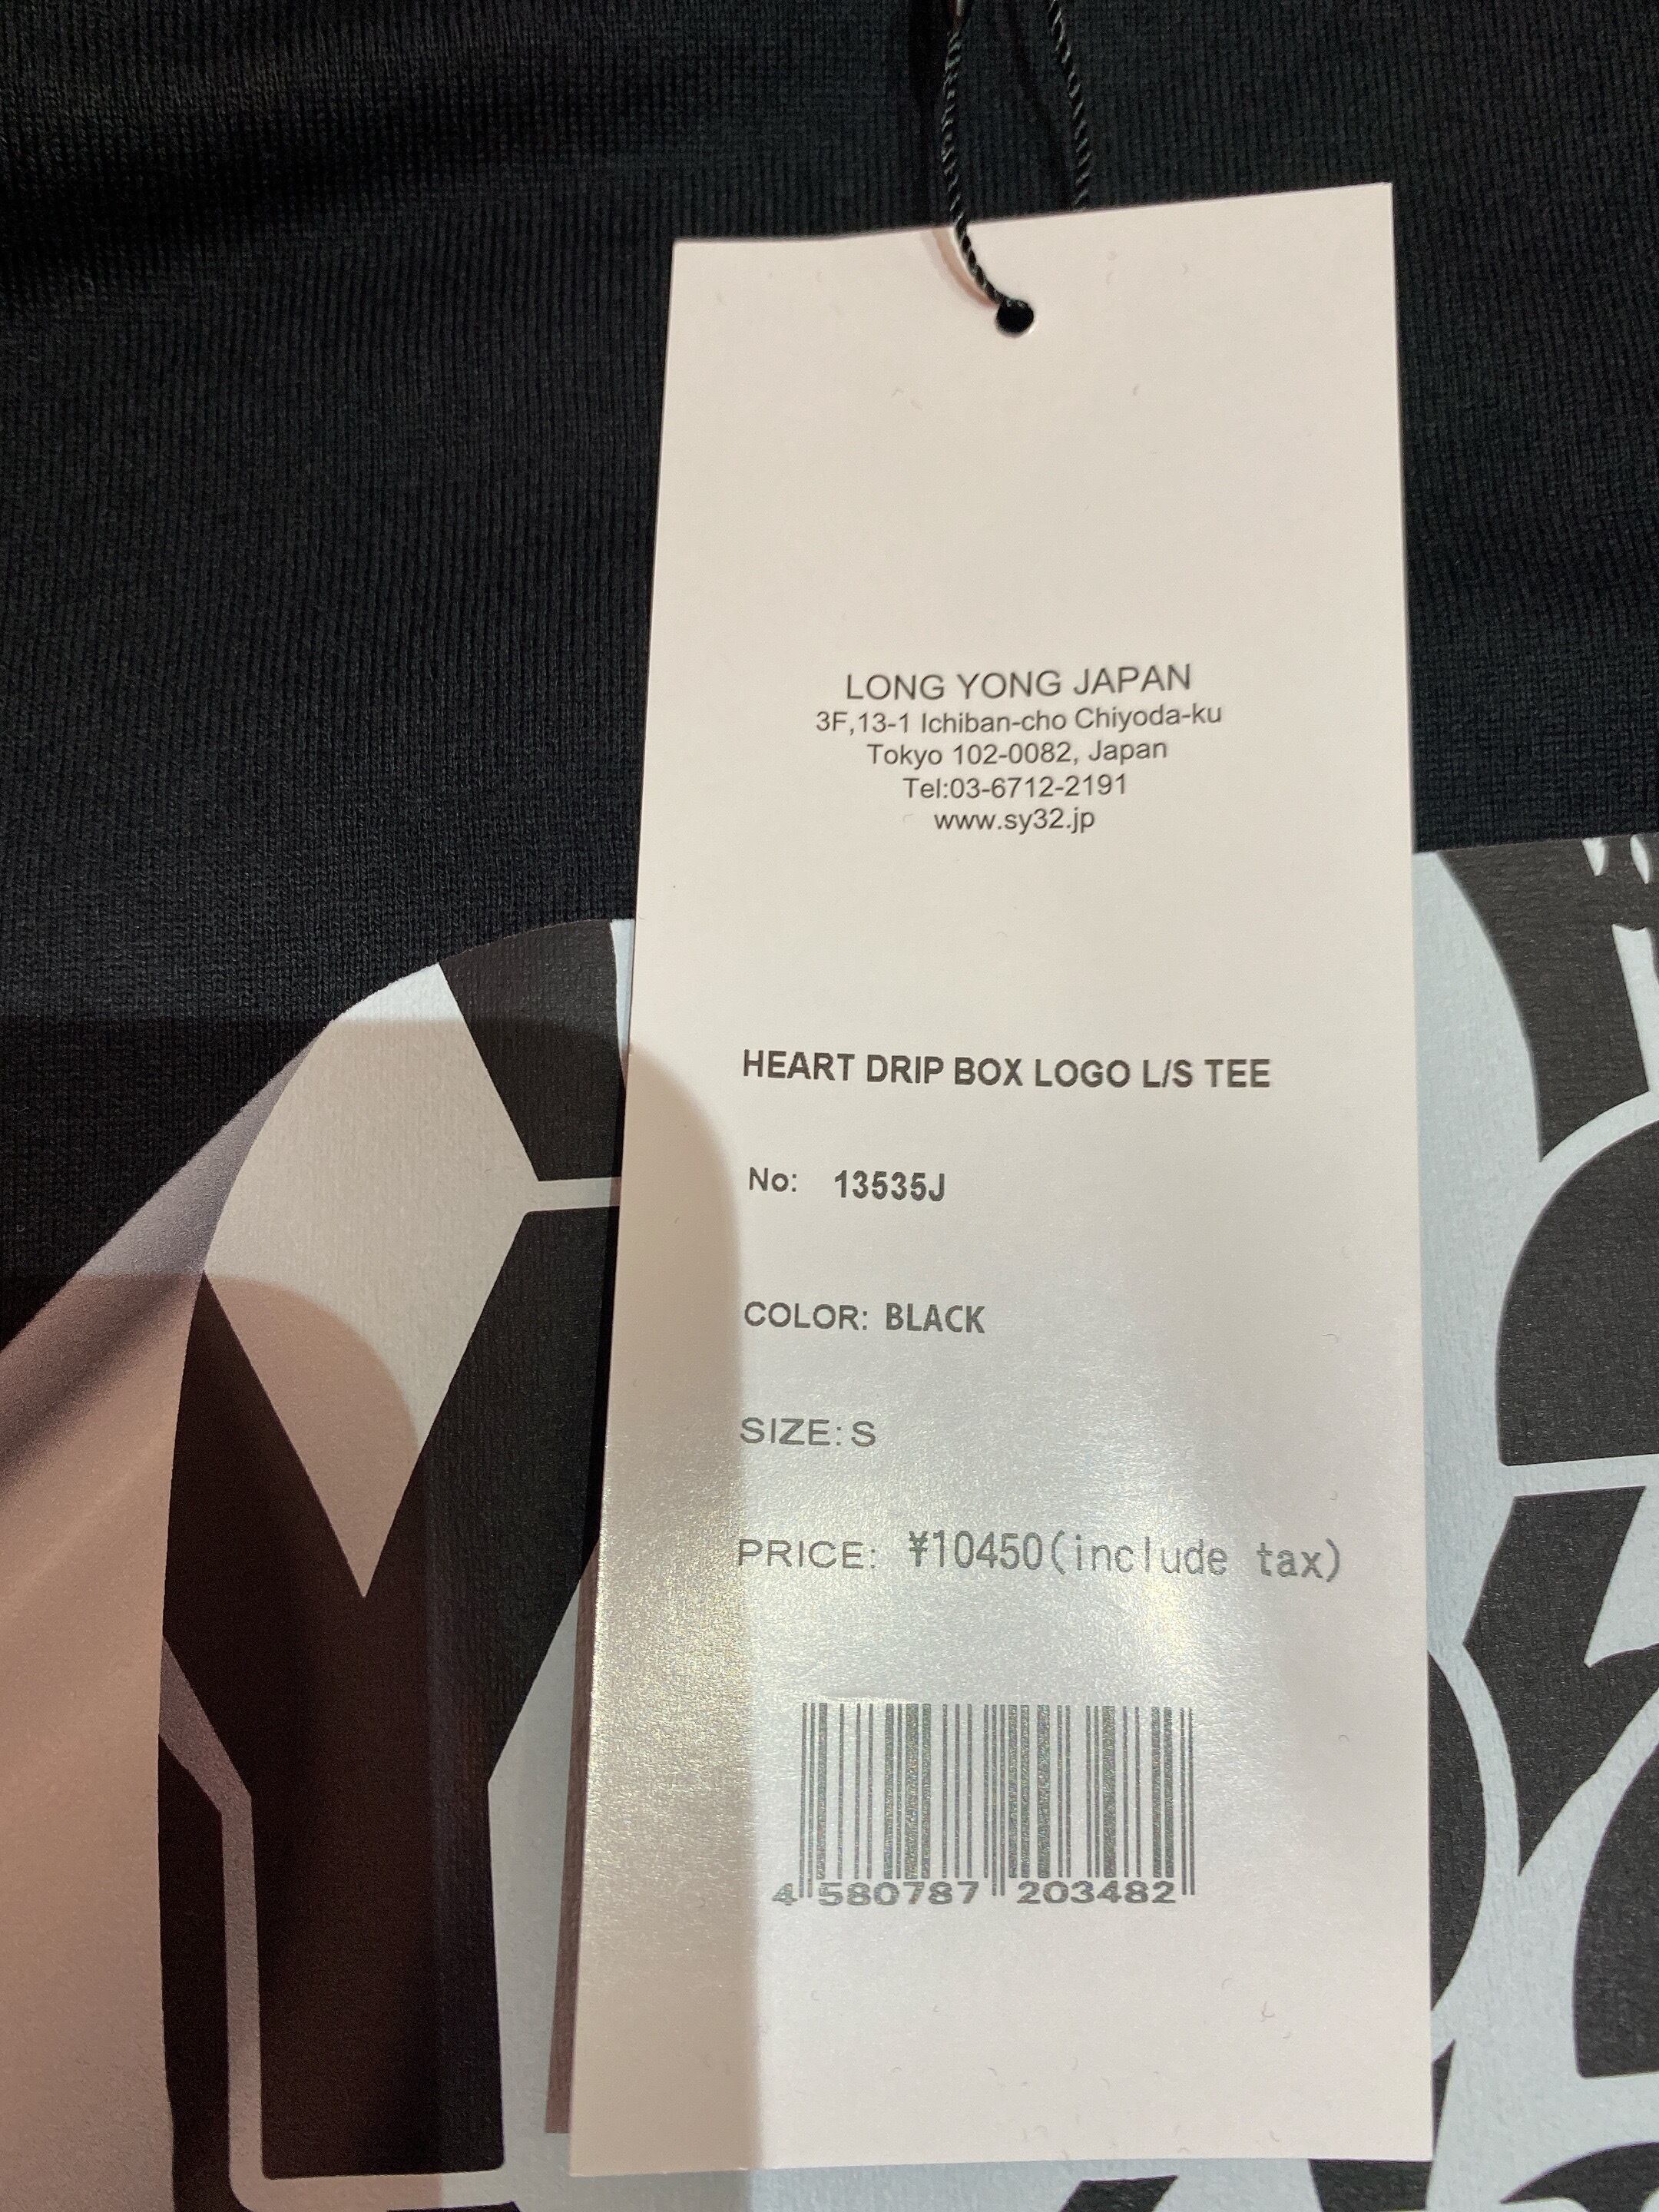 LONG YONG JAPAN
3F,13-1 Ichiban-cho Chiyoda-ku
Tokyo 102-0082, Japan
Tel:03-6712-2191
www.sy32.jp
HEART DRIP BOX LOGO L/S TEE
No: 13535J
COLOR: BLACK
SIZE: S
PRICE: ¥10450(include tax)
4 580787 203482